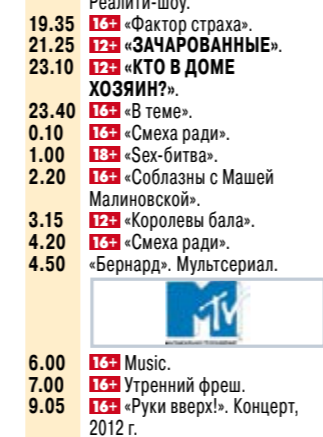 Реалити-шоу.
19.35 16+ «Фактор страха».
21.25 12+ «ЗАЧАРОВАННЫЕ».
23.10 12+ «КТО В ДОМЕ
ХОЗЯИН?».
23.40 16+ «В теме».
0.10 16+ «Смеха ради».
1.00 18+ «Sex-битва».
2.20 16+ «Соблазны с Машей
Малиновской».
3.15 12+ «Королевы бала».
4.20 16+ «Смеха ради».
4.50 «Бернард». Мультсериал.
MTV
6.00 16+ Music.
7.00 16+ Утренний фреш.
9.05 16+ «Руки вверх!». Концерт,
2012 г.